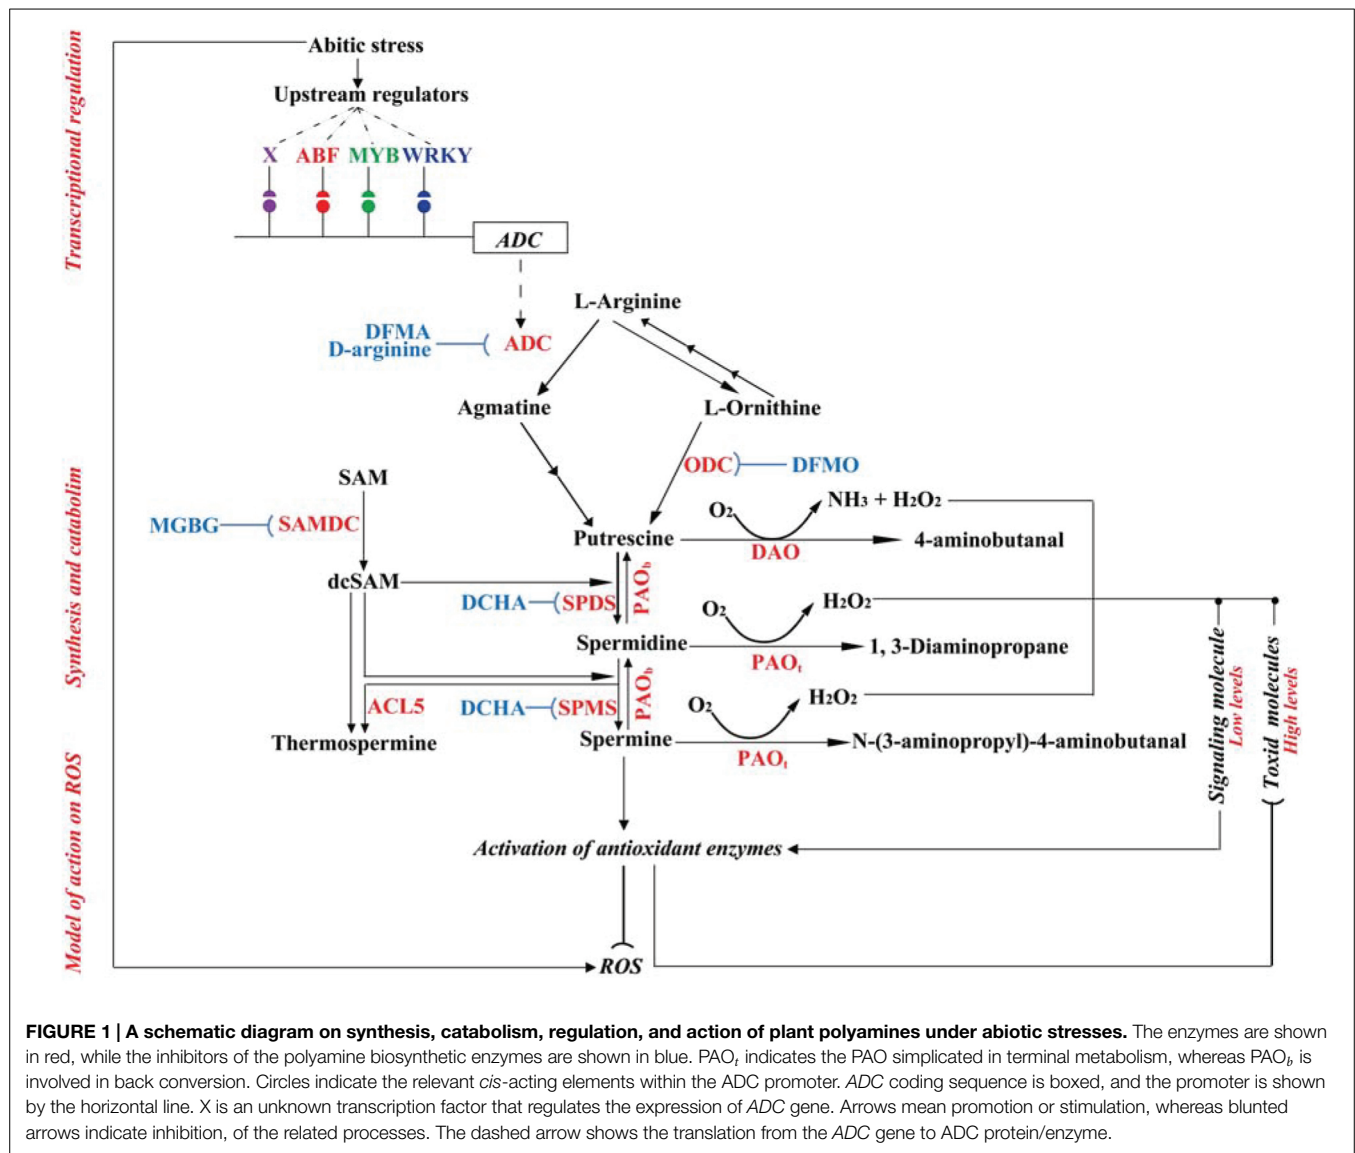 Transcriptional regulation
Abitic stress
Upstream regulators
X ABF MYB WRKY
ADC
L-Arginine
DFMA
D-arginine
ADC
Agmatine
L-Ornithine
Synthesis and catabolim
SAM
ODC
DFMO
MGBG
SAMDC
O2
NH3 + H2O2
Putrescine
DAO
4-aminobutanal
dcSAM
DCHA
SPDS
PAOb
O2
H2O2
Spermidine
PAOt
1, 3-Diaminopropane
ACL5
DCHA
SPMS
PAOb
O2
H2O2
Thermospermine
Spermine
PAOt
N-(3-aminopropyl)-4-aminobutanal
Signaling molecule
Low levels
Toxid molecules
High levels
Model of action on ROS
Activation of antioxidant enzymes
ROS
FIGURE 1 | A schematic diagram on synthesis, catabolism, regulation, and action of plant polyamines under abiotic stresses. The enzymes are shown
in red, while the inhibitors of the polyamine biosynthetic enzymes are shown in blue. PAOt indicates the PAO simplicated in terminal metabolism, whereas PAOb is
involved in back conversion. Circles indicate the relevant cis-acting elements within the ADC promoter. ADC coding sequence is boxed, and the promoter is shown
by the horizontal line. X is an unknown transcription factor that regulates the expression of ADC gene. Arrows mean promotion or stimulation, whereas blunted
arrows indicate inhibition, of the related processes. The dashed arrow shows the translation from the ADC gene to ADC protein/enzyme.